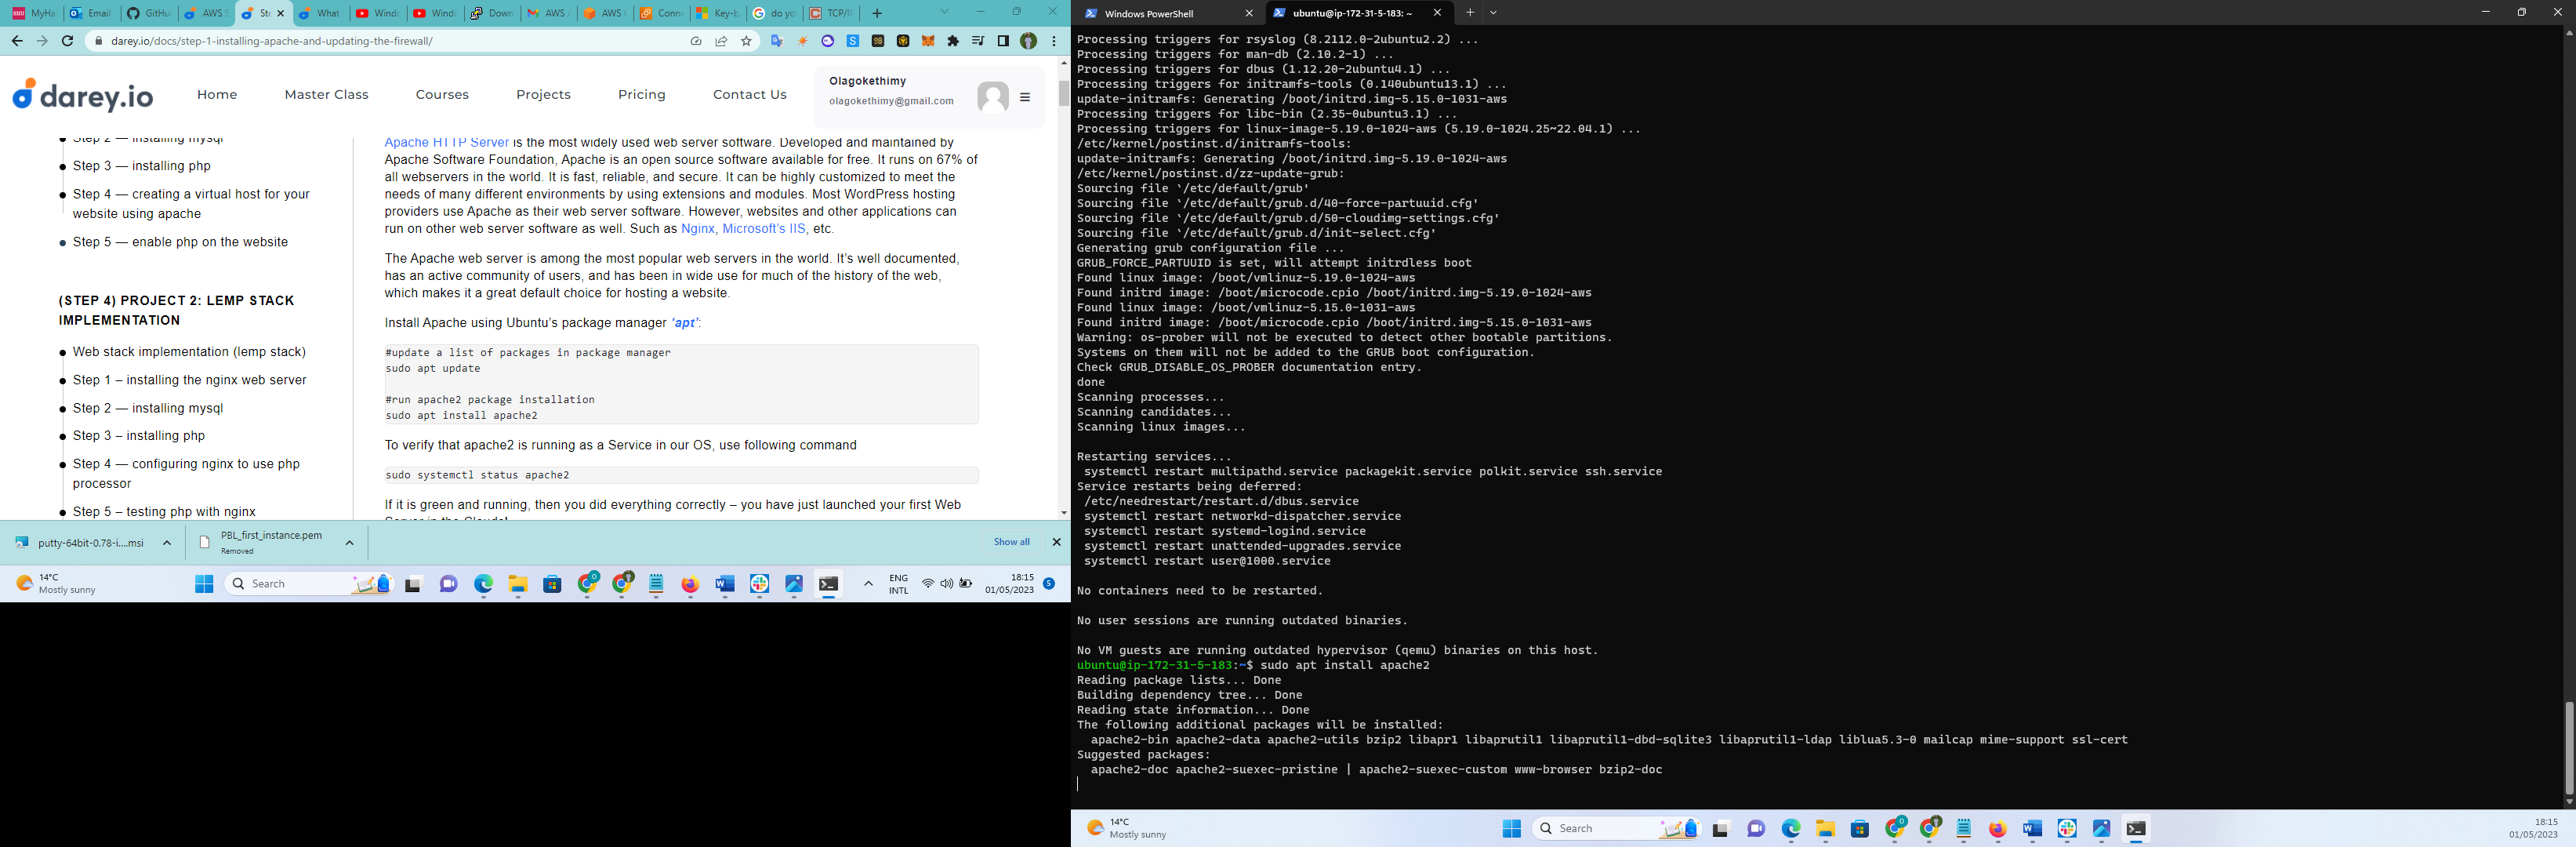 MyHa
Email
GitHu
AWS S
Ste
What
Windo
Windo
Down
AWS
AWS
Conne
Key-b
do yo
TCP/I
darey.io/docs/step-1-installing-apache-and-updating-the-firewall/
darey.io
Home
Master Class
Courses
Projects
Pricing
Contact Us
Olagokethimy
olagokethimy@gmail.com
Step 2 — installing mysql
Step 3 — installing php
Step 4 — creating a virtual host for your
website using apache
Step 5 — enable php on the website
(STEP 4) PROJECT 2: LEMP STACK
IMPLEMENTATION
Web stack implementation (lemp stack)
Step 1 – installing the nginx web server
Step 2 — installing mysql
Step 3 – installing php
Step 4 — configuring nginx to use php
processor
Step 5 – testing php with nginx
Apache HTTP Server is the most widely used web server software. Developed and maintained by
Apache Software Foundation, Apache is an open source software available for free. It runs on 67% of
all webservers in the world. It is fast, reliable, and secure. It can be highly customized to meet the
needs of many different environments by using extensions and modules. Most WordPress hosting
providers use Apache as their web server software. However, websites and other applications can
run on other web server software as well. Such as Nginx, Microsoft’s IIS, etc.
The Apache web server is among the most popular web servers in the world. It’s well documented,
has an active community of users, and has been in wide use for much of the history of the web,
which makes it a great default choice for hosting a website.
Install Apache using Ubuntu’s package manager ‘apt’:
#update a list of packages in package manager
sudo apt update
#run apache2 package installation
sudo apt install apache2
To verify that apache2 is running as a Service in our OS, use following command
sudo systemctl status apache2
If it is green and running, then you did everything correctly – you have just launched your first Web
Server in the Clouds!
putty-64bit-0.78-i....msi
PBL_first_instance.pem
Removed
Show all
14°C
Mostly sunny
Search
ENG
INTL
18:15
01/05/2023
5
Windows PowerShell
ubuntu@ip-172-31-5-183: ~
Processing triggers for rsyslog (8.2112.0-2ubuntu2.2) ...
Processing triggers for man-db (2.10.2-1) ...
Processing triggers for dbus (1.12.20-2ubuntu4.1) ...
Processing triggers for initramfs-tools (0.140ubuntu13.1) ...
update-initramfs: Generating /boot/initrd.img-5.15.0-1031-aws
Processing triggers for libc-bin (2.35-0ubuntu3.1) ...
Processing triggers for linux-image-5.19.0-1024-aws (5.19.0-1024.25~22.04.1) ...
/etc/kernel/postinst.d/initramfs-tools:
update-initramfs: Generating /boot/initrd.img-5.19.0-1024-aws
/etc/kernel/postinst.d/zz-update-grub:
Sourcing file `/etc/default/grub'
Sourcing file `/etc/default/grub.d/40-force-partuuid.cfg'
Sourcing file `/etc/default/grub.d/50-cloudimg-settings.cfg'
Sourcing file `/etc/default/grub.d/init-select.cfg'
Generating grub configuration file ...
GRUB_FORCE_PARTUUID is set, will attempt initrdless boot
Found linux image: /boot/vmlinuz-5.19.0-1024-aws
Found initrd image: /boot/microcode.cpio /boot/initrd.img-5.19.0-1024-aws
Found linux image: /boot/vmlinuz-5.15.0-1031-aws
Found initrd image: /boot/microcode.cpio /boot/initrd.img-5.15.0-1031-aws
Warning: os-prober will not be executed to detect other bootable partitions.
Systems on them will not be added to the GRUB boot configuration.
Check GRUB_DISABLE_OS_PROBER documentation entry.
done
Scanning processes...
Scanning candidates...
Scanning linux images...
Restarting services...
systemctl restart multipathd.service packagekit.service polkit.service ssh.service
Service restarts being deferred:
/etc/needrestart/restart.d/dbus.service
systemctl restart networkd-dispatcher.service
systemctl restart systemd-logind.service
systemctl restart unattended-upgrades.service
systemctl restart user@1000.service
No containers need to be restarted.
No user sessions are running outdated binaries.
No VM guests are running outdated hypervisor (qemu) binaries on this host.
ubuntu@ip-172-31-5-183:~$ sudo apt install apache2
Reading package lists... Done
Building dependency tree... Done
Reading state information... Done
The following additional packages will be installed:
apache2-bin apache2-data apache2-utils bzip2 libapr1 libaprutil1 libaprutil1-dbd-sqlite3 libaprutil1-ldap liblua5.3-0 mailcap mime-support ssl-cert
Suggested packages:
apache2-doc apache2-suexec-pristine | apache2-suexec-custom www-browser bzip2-doc
14°C
Mostly sunny
Search
18:15
01/05/2023